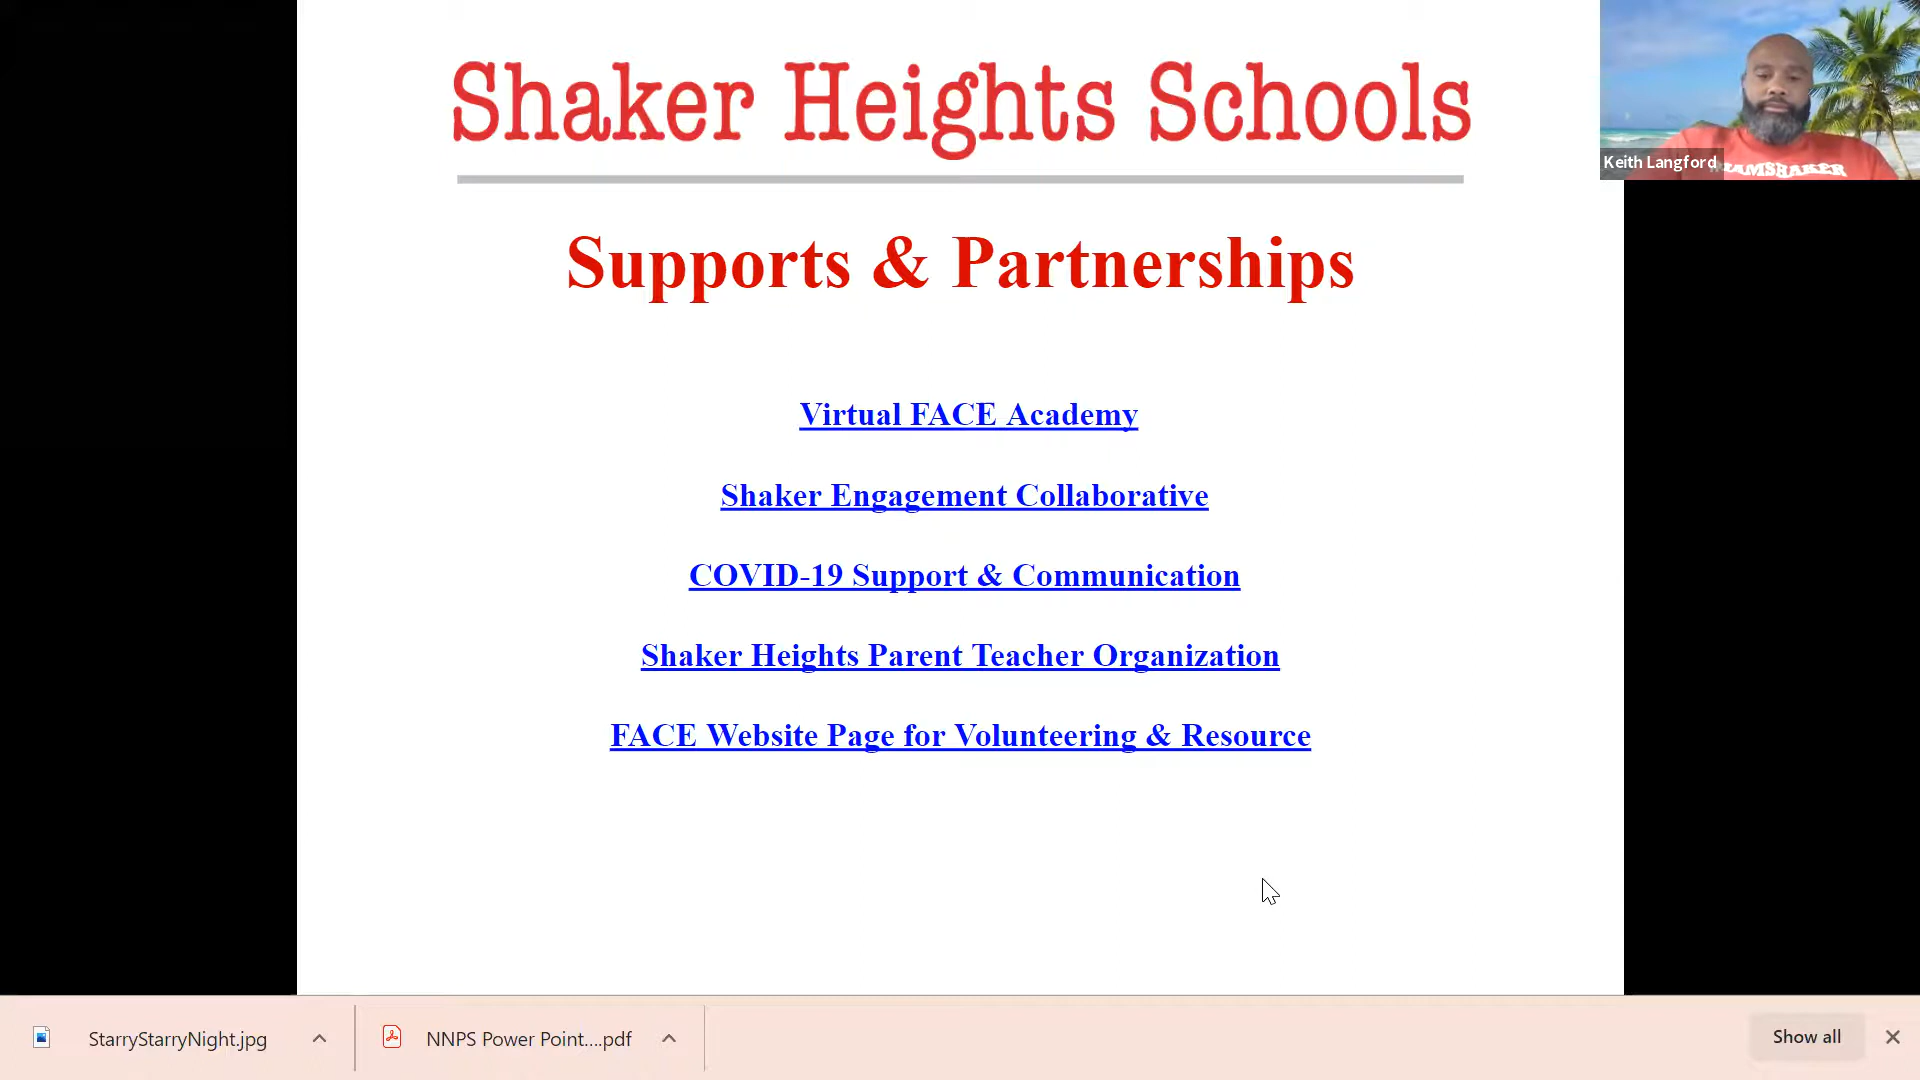 Shaker Heights Schools
Keith Langford
Supports & Partnerships
Virtual FACE Academy
Shaker Engagement Collaborative
COVID-19 Support & Communication
Shaker Heights Parent Teacher Organization
FACE Website Page for Volunteering & Resource
StarryStarryNight.jpg
NNPS Power Point....pdf
Show all